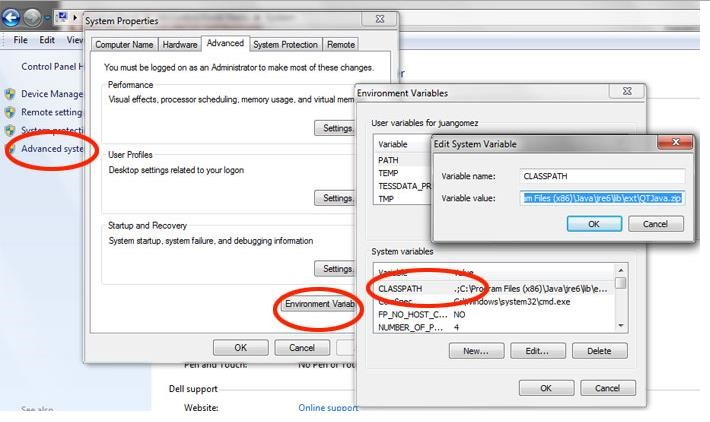 System
System Properties
File Edit View
Computer Name Hardware Advanced System Protection Remote
Control Panel H
You must be logged on as an Administrator to make most of these changes.
Performance
Visual effects, processor scheduling, memory usage, and virtual mem
Settings.
Device Manage
Remote setting
System protecti
Advanced syste
User Profiles
Desktop settings related to your logon
Settings.
Startup and Recovery
System startup, system failure, and debugging information
Settings.
Environment Variab
OK Cancel
Environment Variables
User variables for juangomez
Variable
PATH
TEMP
TESSDATA_PR
TMP
Edit System Variable
Variable name: CLASSPATH
Variable value: am Files (x86)\Java\jre6\lib\ext\QTJava.zip
OK Cancel
System variables
Variable Value
CLASSPATH .;C:\Program Files (x86)\Java\jre6\lib\e...
ComSpec C:\Windows\system32\cmd.exe
FP_NO_HOST_C... NO
NUMBER_OF_P... 4
New... Edit... Delete
OK Cancel
Pen and Touch: No Pen or Tou
Dell support
Website: Online support
See also